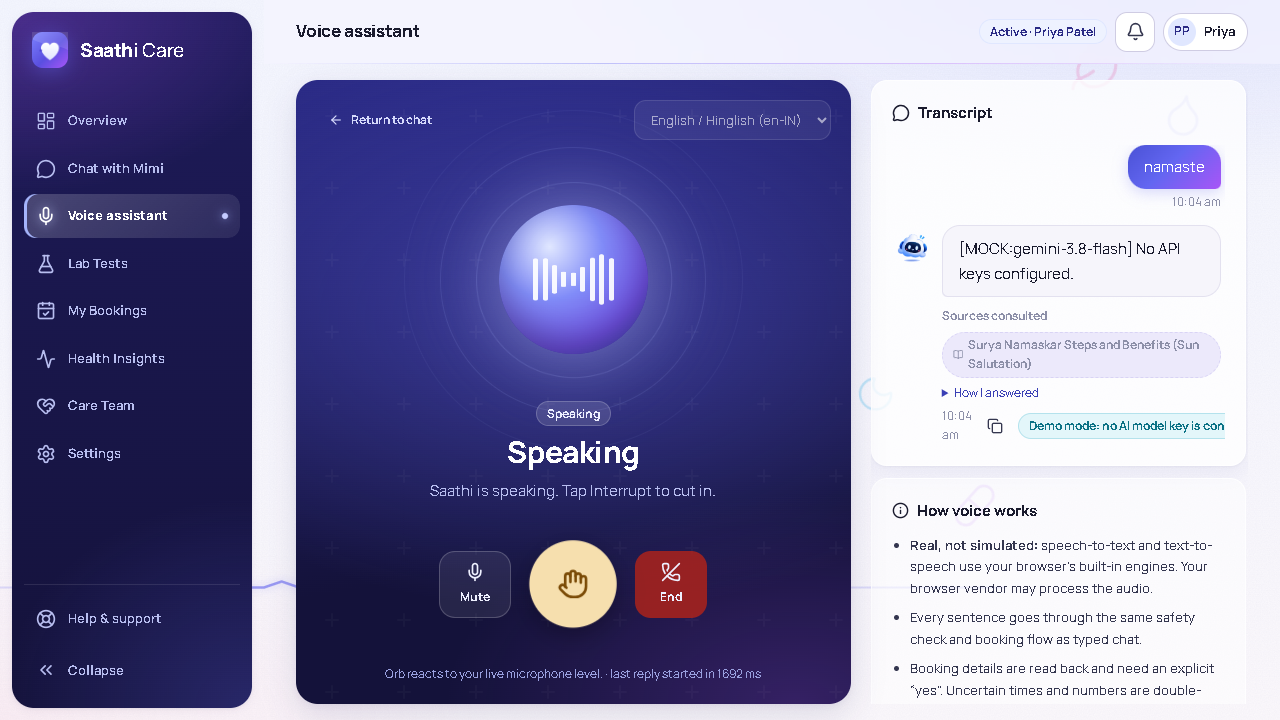 Saathi Care
Overview
Chat with Mimi
Voice assistant
Lab Tests
My Bookings
Health Insights
Care Team
Settings
Help & support
Collapse
Voice assistant
Active · Priya Patel
PP
Priya
Return to chat
English / Hinglish (en-IN)
Speaking
Speaking
Saathi is speaking. Tap Interrupt to cut in.
Mute
End
Orb reacts to your live microphone level. · last reply started in 1692 ms
Transcript
namaste
10:04 am
[MOCK:gemini-3.8-flash] No API
keys configured.
Sources consulted
Surya Namaskar Steps and Benefits (Sun
Salutation)
How I answered
10:04
am
Demo mode: no AI model key is con
How voice works
Real, not simulated: speech-to-text and text-to-
speech use your browser's built-in engines. Your
browser vendor may process the audio.
Every sentence goes through the same safety
check and booking flow as typed chat.
Booking details are read back and need an explicit
"yes". Uncertain times and numbers are double-